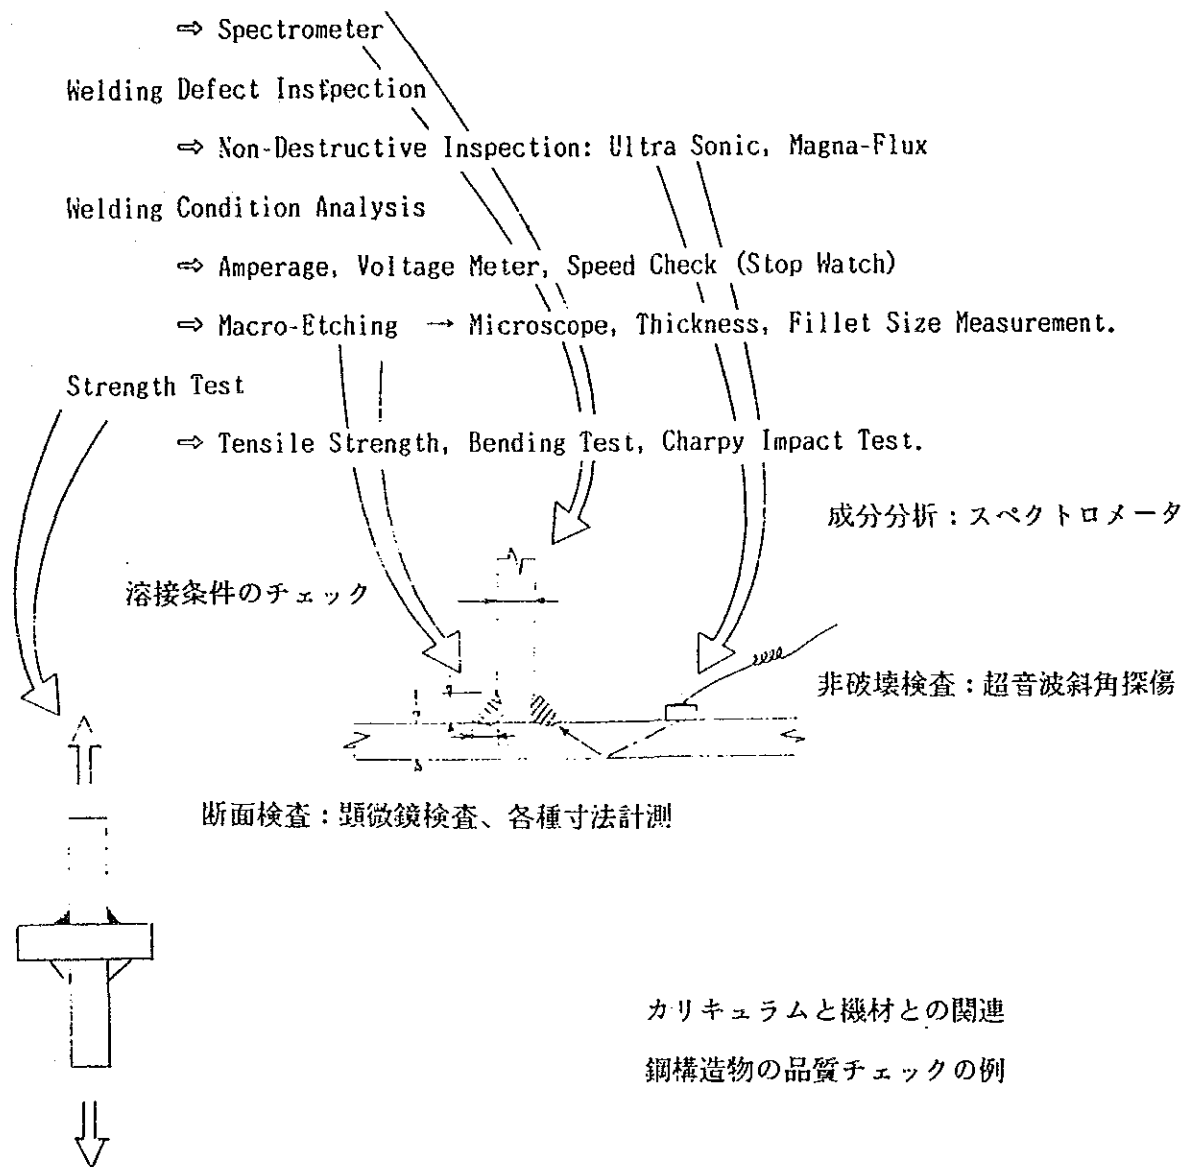 ⇨ Spectrometer
Welding Defect Instpection
⇨ Non-Destructive Inspection: Ultra Sonic, Magna-Flux
Welding Condition Analysis
⇨ Amperage, Voltage Meter, Speed Check (Stop Watch)
⇨ Macro-Etching → Microscope, Thickness, Fillet Size Measurement.
Strength Test
⇨ Tensile Strength, Bending Test, Charpy Impact Test.
成分分析：スペクトロメータ
溶接条件のチェック
非破壊検査：超音波斜角探傷
断面検査：顕微鏡検査、各種寸法計測
カリキュラムと機材との関連
鋼構造物の品質チェックの例